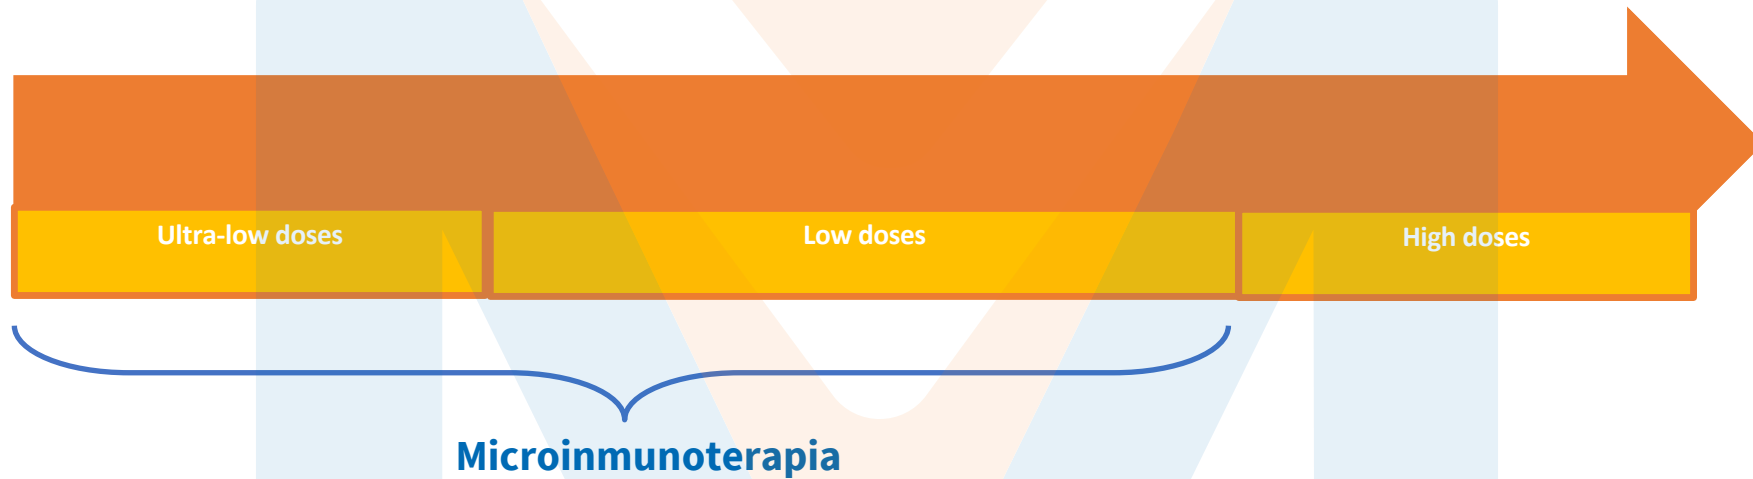 Ultra-low doses
Low doses
High doses
Microinmunoterapia